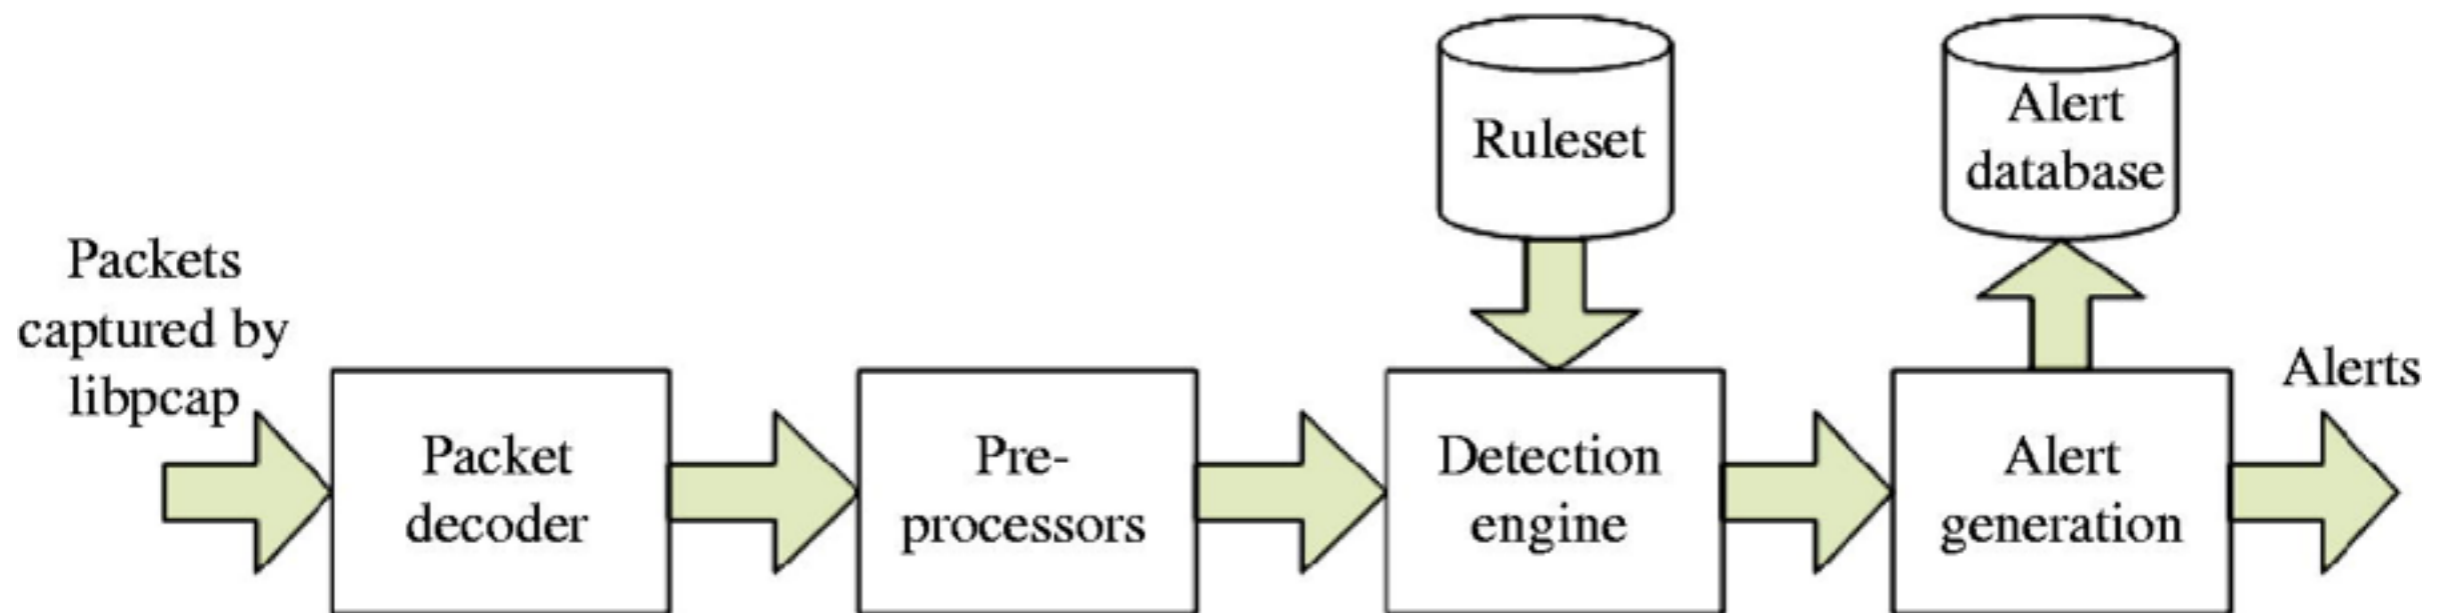 Packets
captured by
libpcap
Packet
decoder
Pre-
processors
Ruleset
Detection
engine
Alert
database
Alert
generation
Alerts